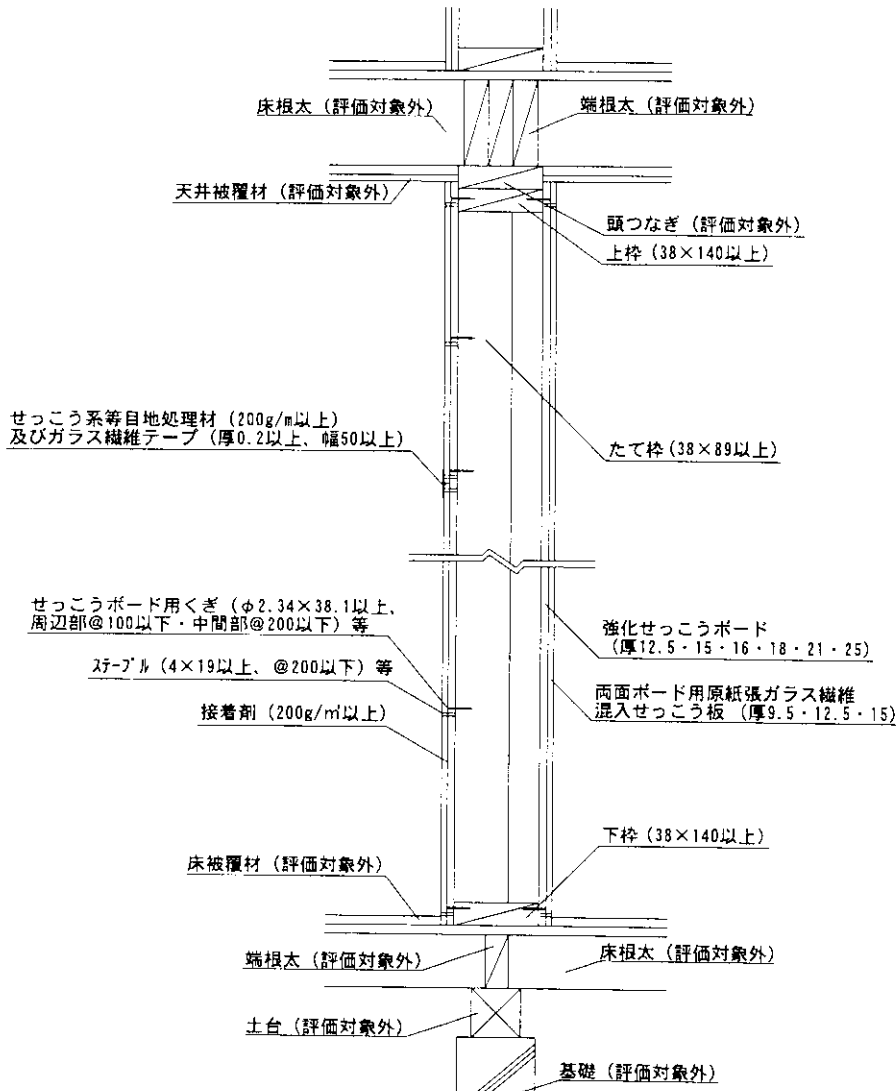 床根太（評価対象外）
端根太（評価対象外）
天井被覆材（評価対象外）
頭つなぎ（評価対象外）
上枠（38×140以上）
せっこう系等目地処理材（200g/m以上）
及びガラス繊維テープ（厚0.2以上、幅50以上）
たて枠（38×89以上）
せっこうボード用くぎ（φ2.34×38.1以上、
周辺部@100以下・中間部@200以下）等
ステープル（4×19以上、@200以下）等
接着剤（200g/㎡以上）
強化せっこうボード
（厚12.5・15・16・18・21・25）
両面ボード用原紙張ガラス繊維
混入せっこう板（厚9.5・12.5・15）
下枠（38×140以上）
床被覆材（評価対象外）
端根太（評価対象外）
床根太（評価対象外）
土台（評価対象外）
基礎（評価対象外）